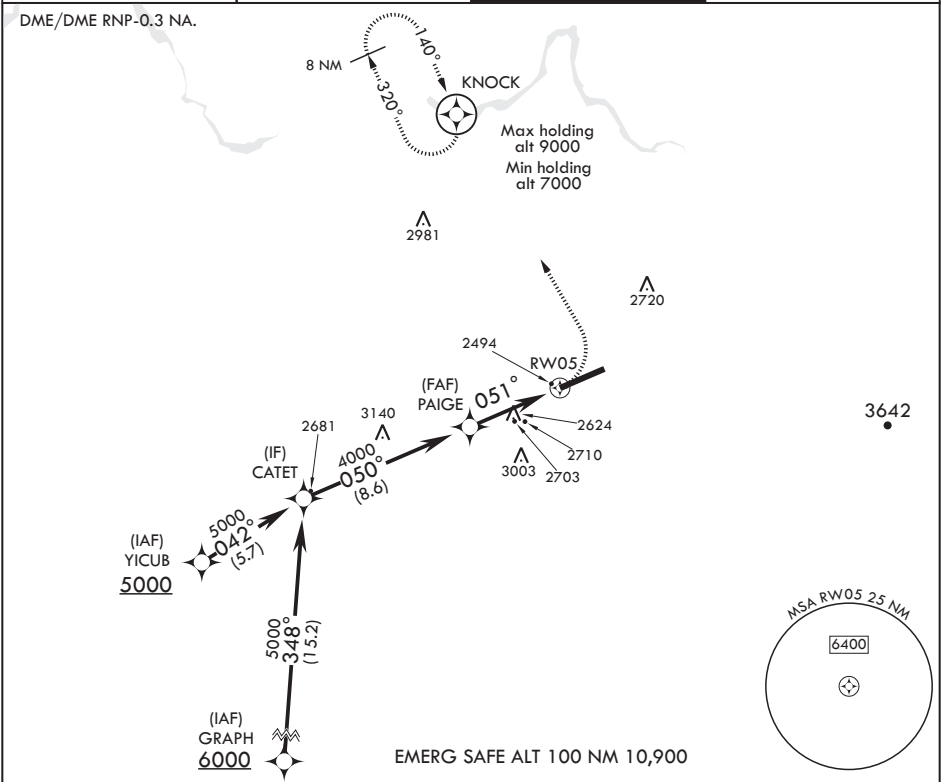 DME/DME RNP-0.3 NA.
140°
8 NM
320°
KNOCK
Max holding
alt 9000
Min holding
alt 7000
2981
2720
2494
RW05
(FAF)
PAIGE
051°
3140
2681
(IF)
CATET
4000
050°
(8.6)
2624
2710
3003
2703
3642
5000
042°
(5.7)
(IAF)
YICUB
5000
5000
348°
(15.2)
MSA RW05 25 NM
6400
(IAF)
GRAPH
6000
EMERG SAFE ALT 100 NM 10,900